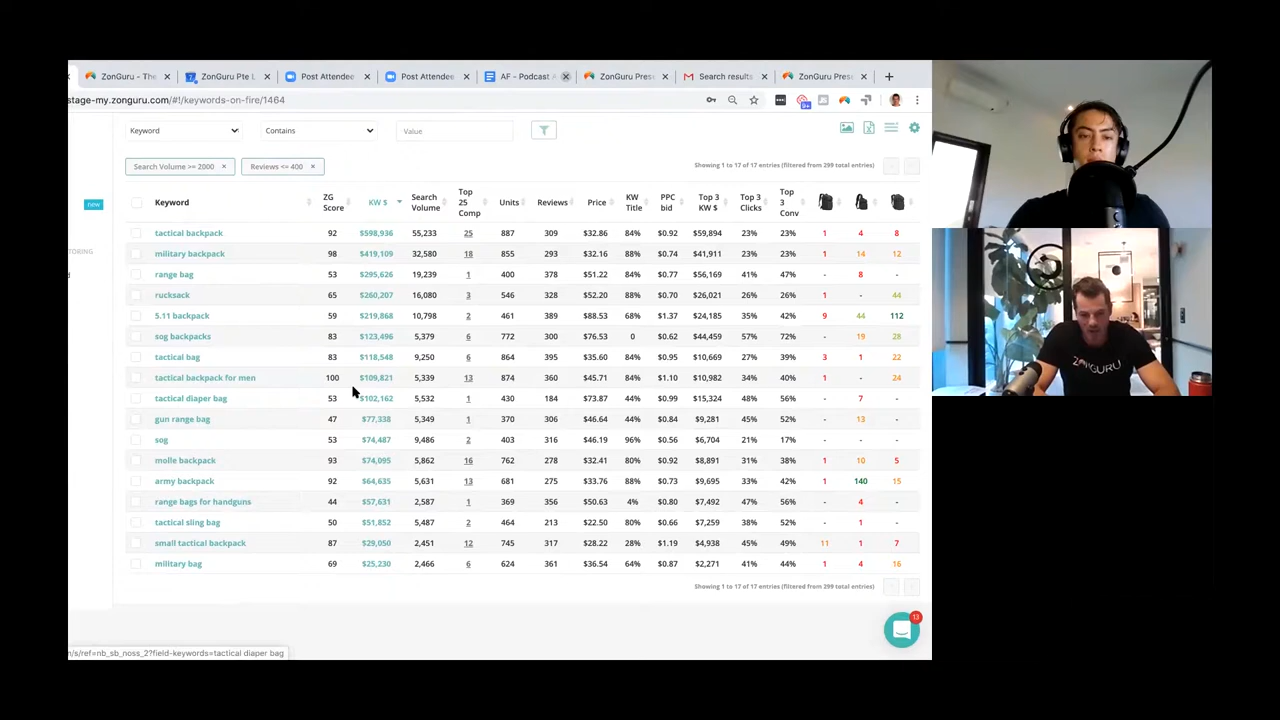 ZonGuru - The
ZonGuru Pte L
Post Attendee
Post Attendee
AF - Podcast A
ZonGuru Pres
Search results
ZonGuru Pres
stage-my.zonguru.com/#!/keywords-on-fire/1464
9+
Keyword Contains Value
Search Volume >= 2000 × Reviews <= 400 ×
Showing 1 to 17 of 17 entries (filtered from 299 total entries)
new
Keyword ZG Score KW $ Search Volume Top 25 Comp Units Reviews Price KW Title PPC bid Top 3 KW $ Top 3 Clicks Top 3 Conv
tactical backpack 92 $598,936 55,233 25 887 309 $32.86 84% $0.92 $59,894 23% 23% 1 4 8
military backpack 98 $419,109 32,580 18 855 293 $32.16 88% $0.74 $41,911 23% 23% 1 14 12
TORING
range bag 53 $295,626 19,239 1 400 378 $51.22 84% $0.77 $56,169 41% 47% - 8 -
rucksack 65 $260,207 16,080 3 546 328 $52.20 88% $0.70 $26,021 26% 26% 1 - 44
5.11 backpack 59 $219,868 10,798 2 461 389 $88.53 68% $1.37 $24,185 35% 42% 9 44 112
sog backpacks 83 $123,496 5,379 6 772 300 $76.53 0 $0.62 $44,459 57% 72% - 19 28
tactical bag 83 $118,548 9,250 6 864 395 $35.60 84% $0.95 $10,669 27% 39% 3 1 22
tactical backpack for men 100 $109,821 5,339 13 874 360 $45.71 84% $1.10 $10,982 34% 40% 1 - 24
tactical diaper bag 53 $102,162 5,532 1 430 184 $73.87 44% $0.99 $15,324 48% 56% - 7 -
gun range bag 47 $77,338 5,349 1 370 306 $46.64 44% $0.84 $9,281 45% 52% - 13 -
sog 53 $74,487 9,486 2 403 316 $46.19 96% $0.56 $6,704 21% 17% - - -
molle backpack 93 $74,095 5,862 16 762 278 $32.41 80% $0.92 $8,891 31% 38% 1 10 5
army backpack 92 $64,635 5,631 13 681 275 $33.76 88% $0.73 $9,695 33% 42% 1 140 15
range bags for handguns 44 $57,631 2,587 1 369 356 $50.63 4% $0.80 $7,492 47% 56% - 4 -
tactical sling bag 50 $51,852 5,487 2 464 213 $22.50 80% $0.66 $7,259 38% 52% - 1 -
small tactical backpack 87 $29,050 2,451 12 745 317 $28.22 28% $1.19 $4,938 45% 49% 11 1 7
military bag 69 $25,230 2,466 6 624 361 $36.54 64% $0.87 $2,271 41% 44% 1 4 16
Showing 1 to 17 of 17 entries (filtered from 299 total entries)
13
/s/ref=nb_sb_noss_2?field-keywords=tactical diaper bag
ZONGURU